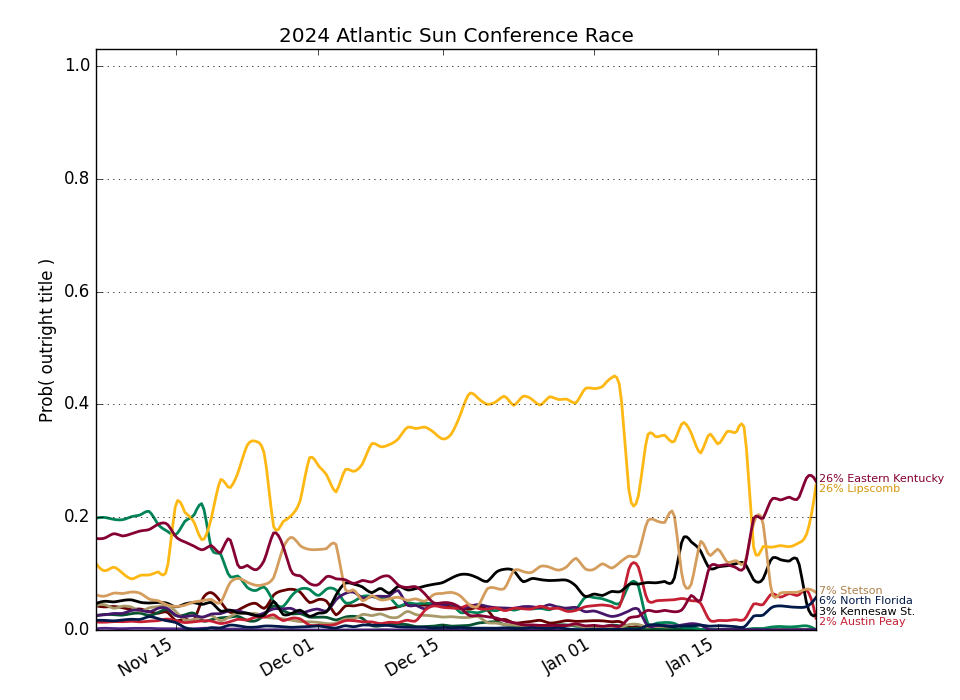 2024 Atlantic Sun Conference Race
Prob( outright title )
1.0
0.8
0.6
0.4
0.2
0.0
Nov 15
Dec 01
Dec 15
Jan 01
Jan 15
26% Eastern Kentucky
26% Lipscomb
7% Stetson
6% North Florida
3% Kennesaw St.
2% Austin Peay